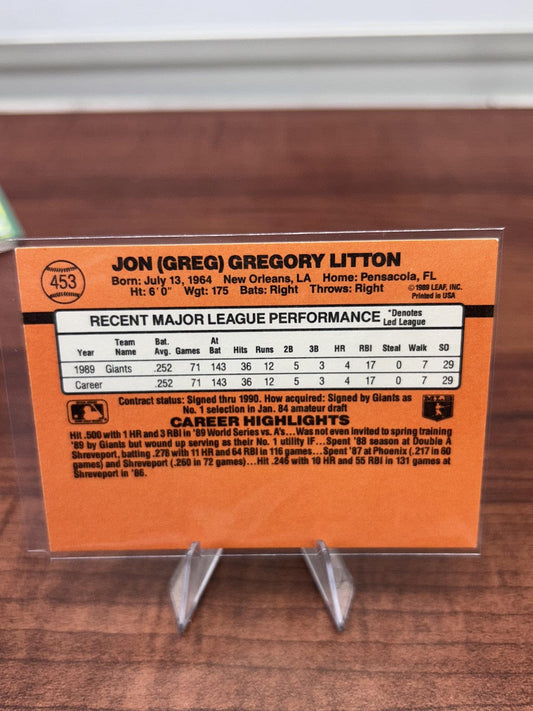 453
JON (GREG) GREGORY LITTON
Born: July 13, 1964 New Orleans, LA Home: Pensacola, FL
Ht: 6'0" Wgt: 175 Bats: Right Throws: Right
©1989 LEAF, INC.
Printed in USA
RECENT MAJOR LEAGUE PERFORMANCE *Denotes Led League
Year Team Name Bat. Avg. Games At Bat Hits Runs 2B 3B HR RBI Steal Walk SO
1989 Giants .252 71 143 36 12 5 3 4 17 0 7 29
Career .252 71 143 36 12 5 3 4 17 0 7 29
Contract status: Signed thru 1990. How acquired: Signed by Giants as
No. 1 selection in Jan. 84 amateur draft
CAREER HIGHLIGHTS
Hit .500 with 1 HR and 3 RBI in '89 World Series vs. A's...Was not even invited to spring training
'89 by Giants but wound up serving as their No. 1 utility IF...Spent '88 season at Double A
Shreveport, batting .278 with 11 HR and 64 RBI in 116 games...Spent '87 at Phoenix (.217 in 60
games) and Shreveport (.260 in 72 games)...Hit .245 with 10 HR and 55 RBI in 131 games at
Shreveport in '86.